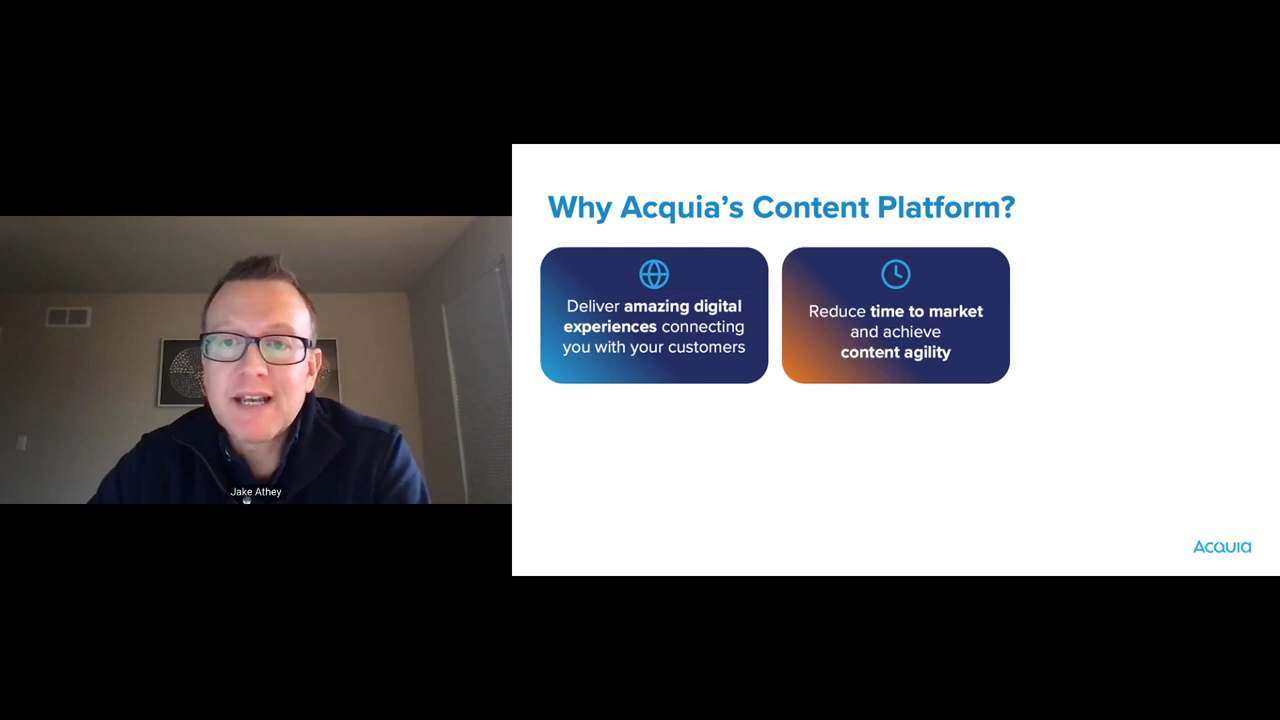 Why Acquia's Content Platform?
Deliver amazing digital
experiences connecting
you with your customers
Reduce time to market
and achieve
content agility
Jake Athey
Acquia